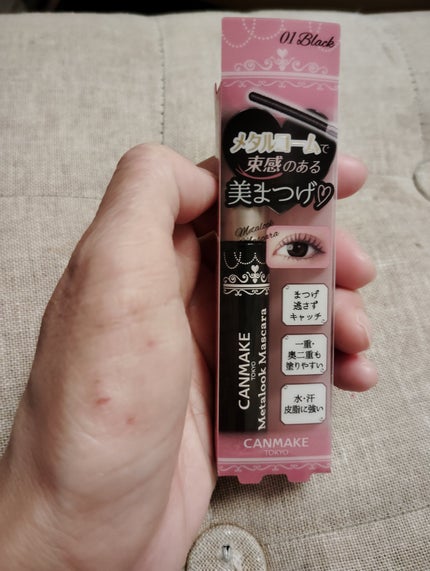 01 Black
メタルコームで
束感のある
美まつげ♡
Metalook
Mascara
まつげ
逃さず
キャッチ
一重・
奥二重も
塗りやすい
水・汗
皮脂に強い
CANMAKE
TOKYO
Metalook Mascara
CANMAKE
TOKYO